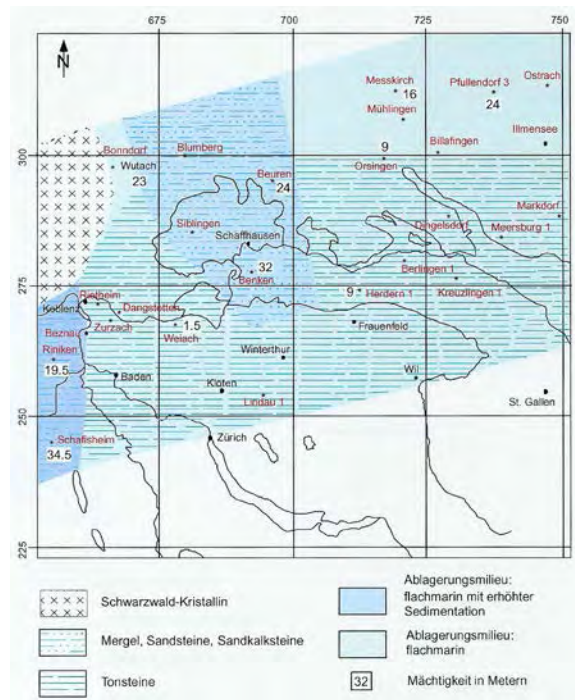 675
700
725
750
300
275
250
225
N
Messkirch
16
Mühlingen
Pfullendorf 3
24
Ostrach
Illmensee
Bonndorf
Wutach
23
Blumberg
Beuren
24
9
Orsingen
Billafingen
Siblingen
Schaffhausen
32
Benken
Dingelsdorf
Markdorf
Meersburg 1
Berlingen 1
9
Herdern 1
Kreuzlingen 1
Koblenz
Rietheim
Dangstetten
Zurzach
Beznau
Riniken
19.5
1.5
Weiach
Frauenfeld
Winterthur
Baden
Kloten
Lindau 1
Wil
St. Gallen
Schafisheim
34.5
Zürich
Schwarzwald-Kristallin
Mergel, Sandsteine, Sandkalksteine
Tonsteine
Ablagerungsmilieu:
flachmarin mit erhöhter
Sedimentation
Ablagerungsmilieu:
flachmarin
32
Mächtigkeit in Metern